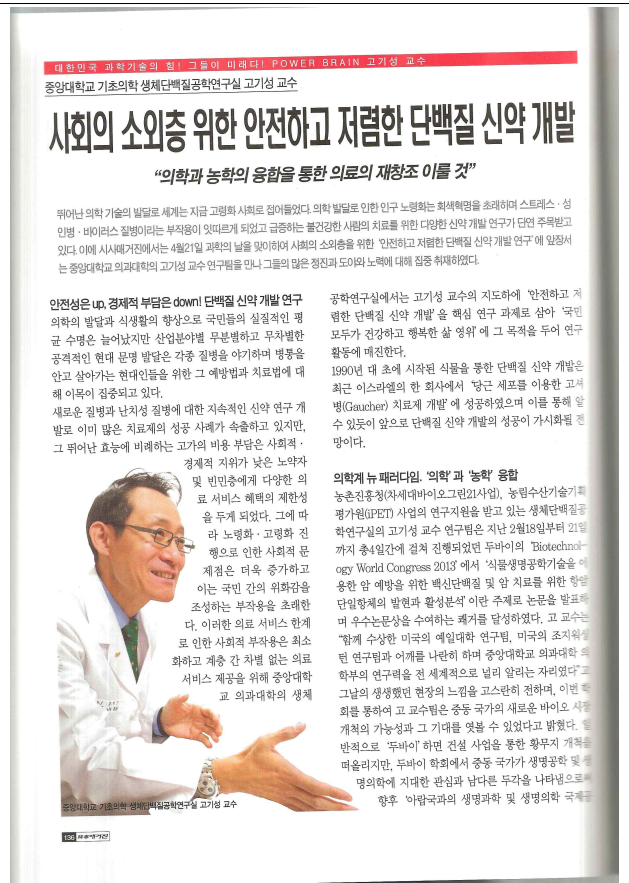 대한민국 과학기술의 힘! 그들이 미래다! POWER BRAIN 고기성 교수
중앙대학교 기초의학 생체단백질공학연구실 고기성 교수
사회의 소외층 위한 안전하고 저렴한 단백질 신약 개발
“의학과 농학의 융합을 통한 의료의 재창조 이룰 것”
뛰어난 의학 기술의 발달로 세계는 지금 고령화 사회로 접어들었다. 의학 발달로 인한 인구 노령화는 회색혁명을 초래하며 스트레스·성
인병·바이러스 질병이라는 부작용이 잇따르게 되었고 급증하는 불건강한 사람의 치료를 위한 다양한 신약 개발 연구가 단연 주목받고
있다. 이에 시사매거진에서는 4월21일 과학의 날을 맞이하여 사회의 소외층을 위한 ‘안전하고 저렴한 단백질 신약 개발 연구’에 앞장서
는 중앙대학교 의과대학의 고기성 교수 연구팀을 만나 그들의 많은 정진과 도야와 노력에 대해 집중 취재하였다.
안전성은 up, 경제적 부담은 down! 단백질 신약 개발 연구
의학의 발달과 식생활의 향상으로 국민들의 실질적인 평
균 수명은 늘어났지만 산업분야별 무분별하고 무차별한
공격적인 현대 문명 발달은 각종 질병을 야기하며 병통을
안고 살아가는 현대인들을 위한 그 예방법과 치료법에 대
해 이목이 집중되고 있다.
새로운 질병과 난치성 질병에 대한 지속적인 신약 연구 개
발로 이미 많은 치료제의 성공 사례가 속출하고 있지만,
그 뛰어난 효능에 비례하는 고가의 비용 부담은 사회적·
경제적 지위가 낮은 노약자
및 빈민층에게 다양한 의
료 서비스 혜택의 제한성
을 두게 되었다. 그에 따
라 노령화·고령화 진
행으로 인한 사회적 문
제점은 더욱 증가하고
이는 국민 간의 위화감을
조성하는 부작용을 초래한
다. 이러한 의료 서비스 한계
로 인한 사회적 부작용은 최소
화하고 계층 간 차별 없는 의료
서비스 제공을 위해 중앙대학
교 의과대학의 생체
중앙대학교 기초의학 생체단백질공학연구실 고기성 교수
공학연구실에서는 고기성 교수의 지도하에 ‘안전하고 저
렴한 단백질 신약 개발’을 핵심 연구 과제로 삼아 ‘국민
모두가 건강하고 행복한 삶 영위’에 그 목적을 두어 연구
활동에 매진한다.
1990년 대 초에 시작된 식물을 통한 단백질 신약 개발은
최근 이스라엘의 한 회사에서 ‘당근 세포를 이용한 고셔
병(Gaucher) 치료제 개발’에 성공하였으며 이를 통해 알
수 있듯이 앞으로 단백질 신약 개발의 성공이 가시화될 전
망이다.
의학계 뉴 패러다임. ‘의학’과 ‘농학’ 융합
농촌진흥청(차세대바이오그린21사업), 농림수산기술기획
평가원(iPET) 사업의 연구지원을 받고 있는 생체단백질공
학연구실의 고기성 교수 연구팀은 지난 2월18일부터 21일
까지 총4일간에 걸쳐 진행되었던 두바이의 ‘Biotechnol-
ogy World Congress 2013’에서 ‘식물생명공학기술을 이
용한 암 예방을 위한 백신단백질 및 암 치료를 위한 항암
단일항체의 발현과 활성분석’이란 주제로 논문을 발표하
며 우수논문상을 수여하는 쾌거를 달성하였다. 고 교수는
“함께 수상한 미국의 예일대학 연구팀, 미국의 조지워싱
턴 연구팀과 어깨를 나란히 하며 중앙대학교 의과대학 의
학부의 연구력을 전 세계적으로 널리 알리는 자리였다”고
그날의 생생했던 현장의 느낌을 고스란히 전하며, 이번 학
회를 통하여 고 교수팀은 중동 국가의 새로운 바이오 시장
개척의 가능성과 그 기대를 엿볼 수 있었다고 밝혔다. 일
반적으로 ‘두바이’하면 건설 사업을 통한 황무지 개척을
떠올리지만, 두바이 학회에서 중동 국가가 생명공학 및 생
명의학에 지대한 관심과 남다른 두각을 나타냄으로써
향후 ‘아랍국과의 생명과학 및 생명의학 국제공
136 시사매거진